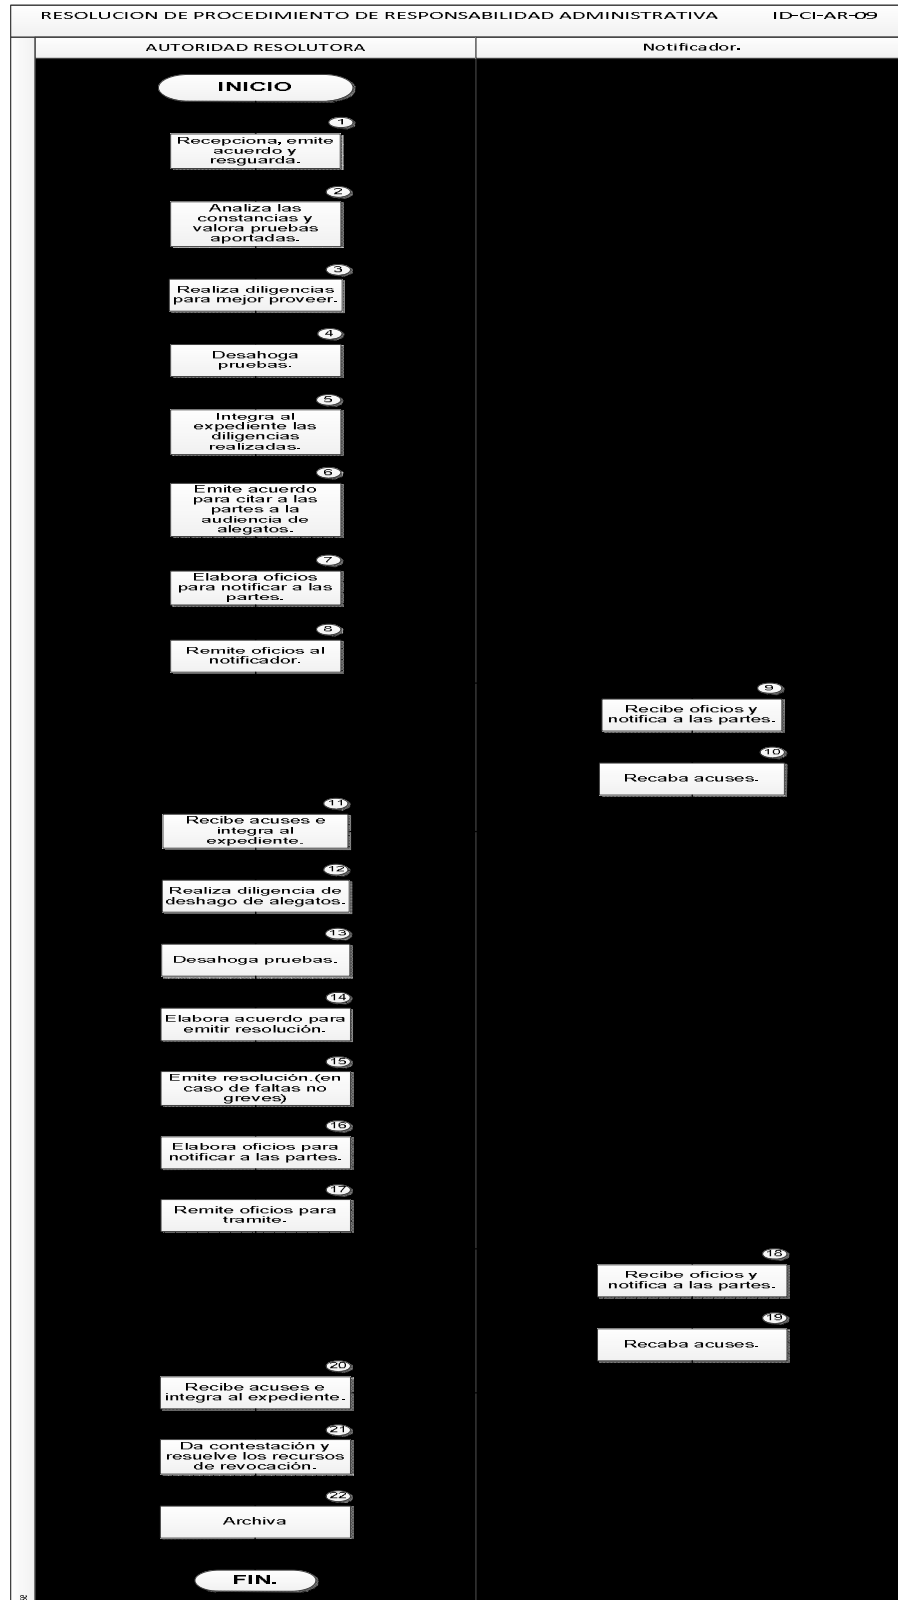 RESOLUCION DE PROCEDIMIENTO DE RESPONSABILIDAD ADMINISTRATIVA ID-CI-AR-09
AUTORIDAD RESOLUTORA
Notificador.
INICIO
1
Recepciona, emite
acuerdo y
resguarda.
2
Analiza las
constancias y
valora pruebas
aportadas.
3
Realiza diligencias
para mejor proveer.
4
Desahoga
pruebas.
5
Integra al
expediente las
diligencias
realizadas.
6
Emite acuerdo
para citar a las
partes a la
audiencia de
alegatos.
7
Elabora oficios
para notificar a las
partes.
8
Remite oficios al
notificador.
9
Recibe oficios y
notifica a las partes.
10
Recaba acuses.
11
Recibe acuses e
integra al
expediente.
12
Realiza diligencia de
deshago de alegatos.
13
Desahoga pruebas.
14
Elabora acuerdo para
emitir resolución.
15
Emite resolución.(en
caso de faltas no
greves)
16
Elabora oficios para
notificar a las partes.
17
Remite oficios para
tramite.
18
Recibe oficios y
notifica a las partes.
19
Recaba acuses.
20
Recibe acuses e
integra al expediente.
21
Da contestación y
resuelve los recursos
de revocación.
22
Archiva
FIN.